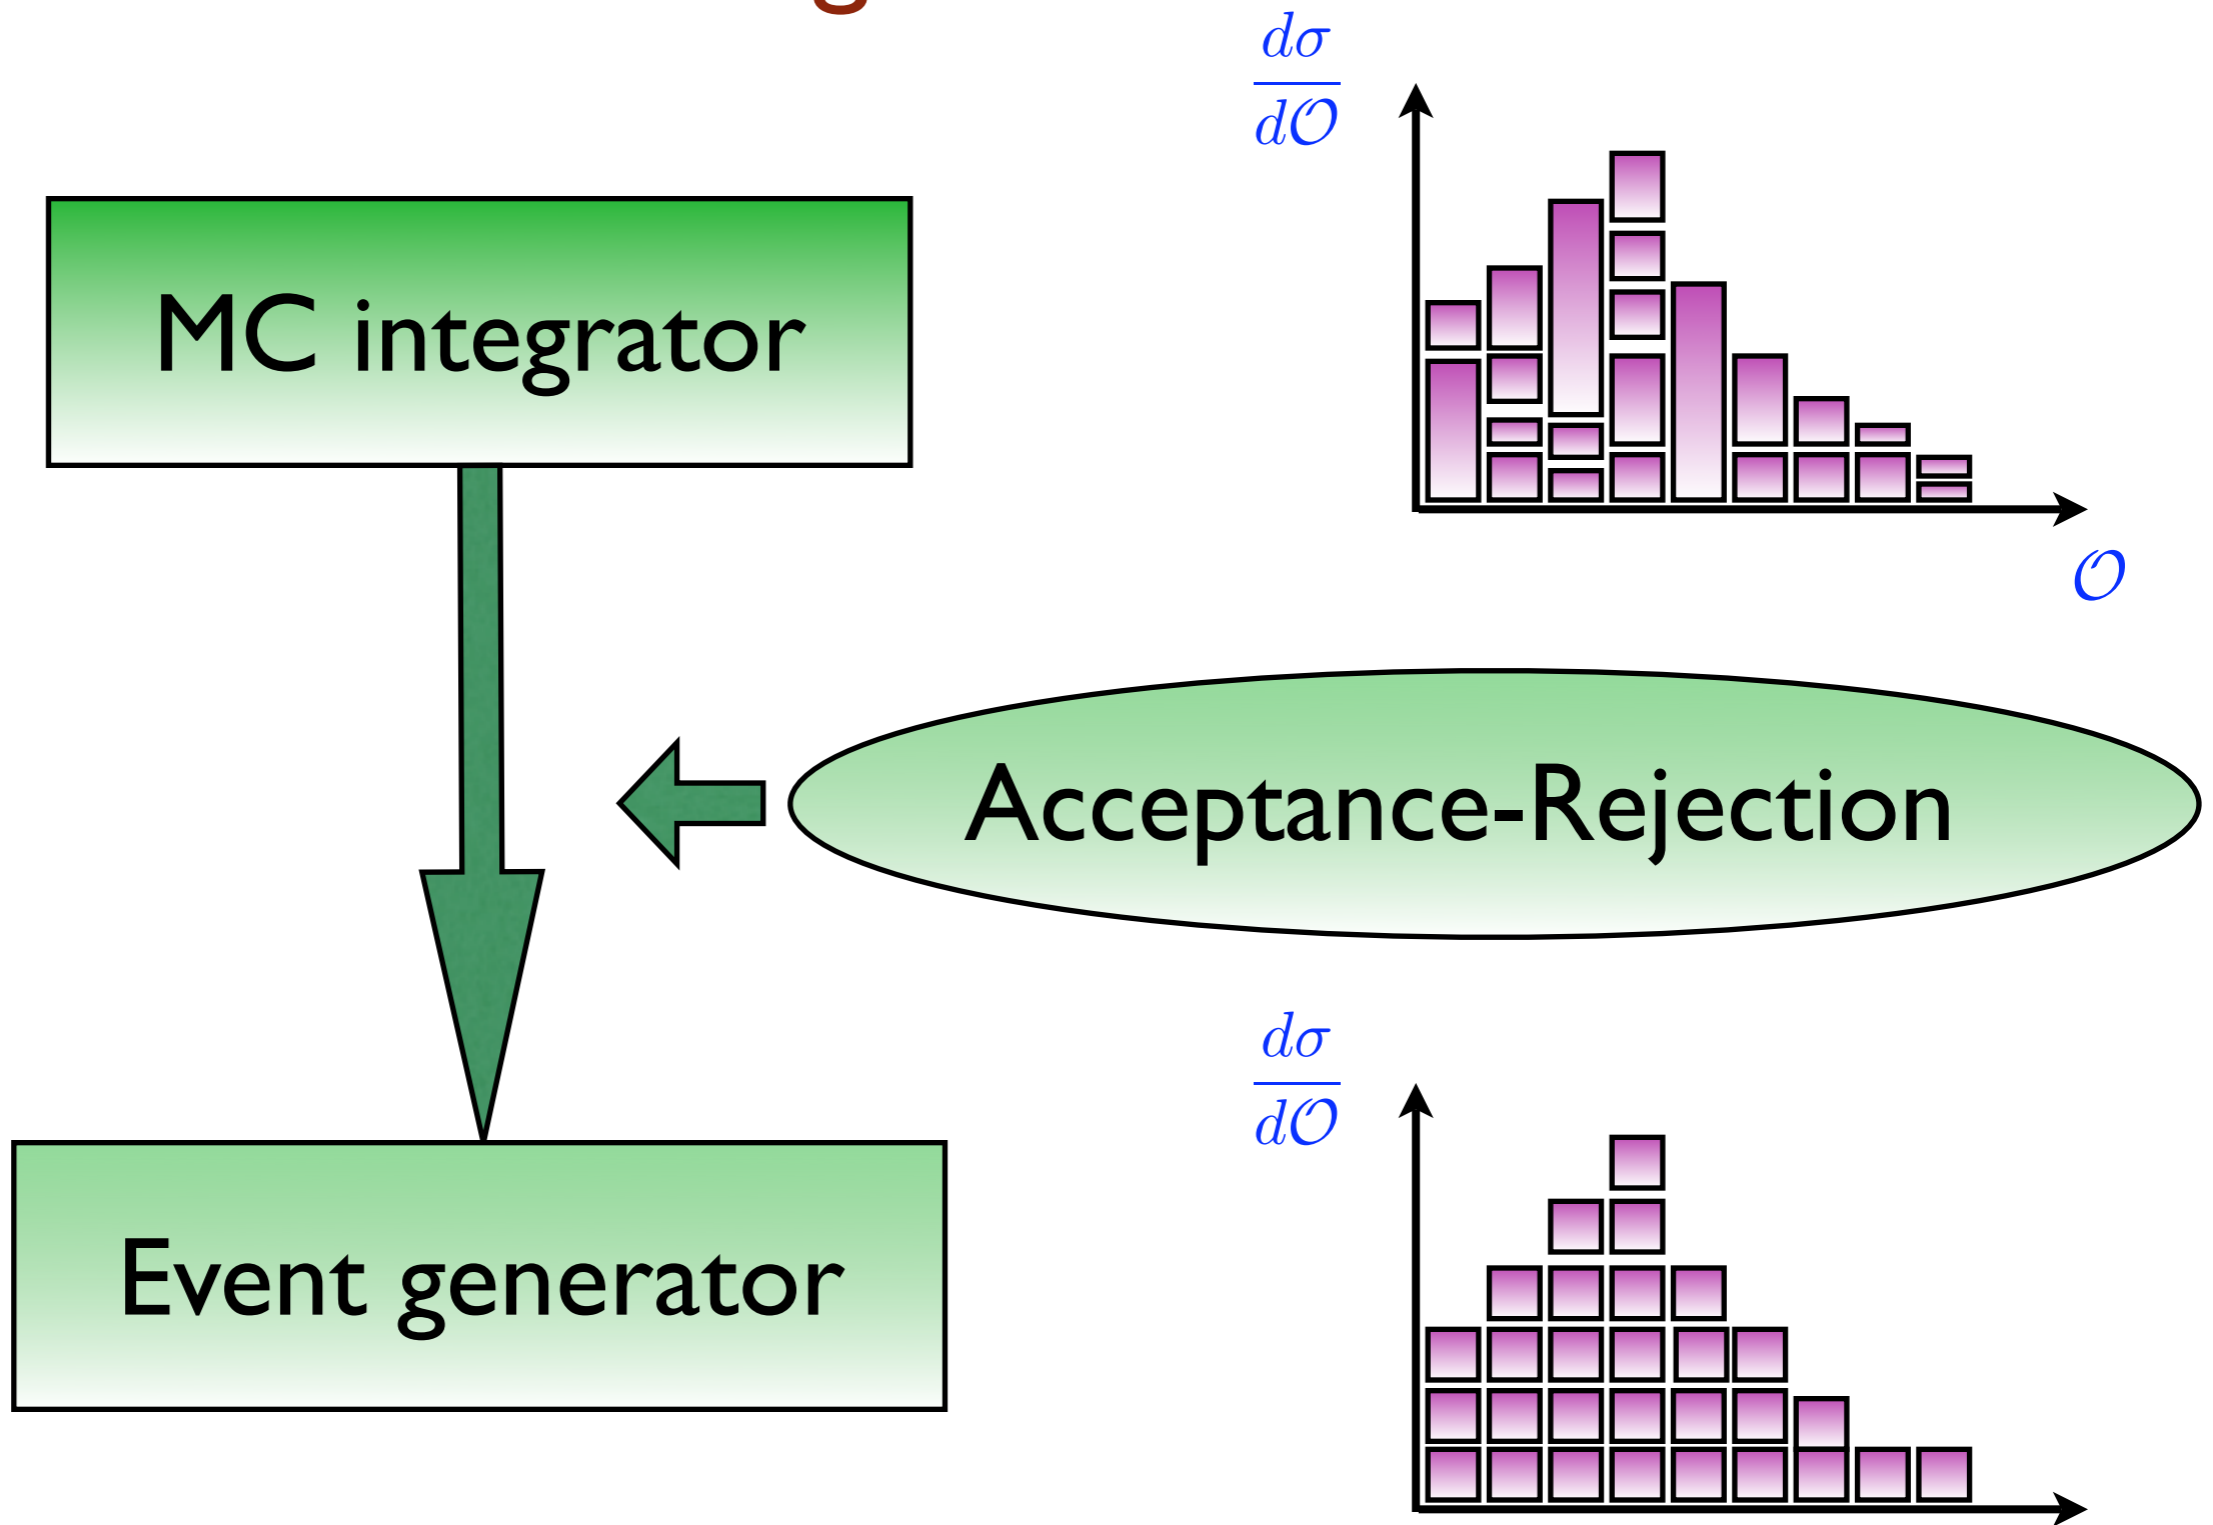 dσ
dO
MC integrator
O
Acceptance-Rejection
dσ
dO
Event generator